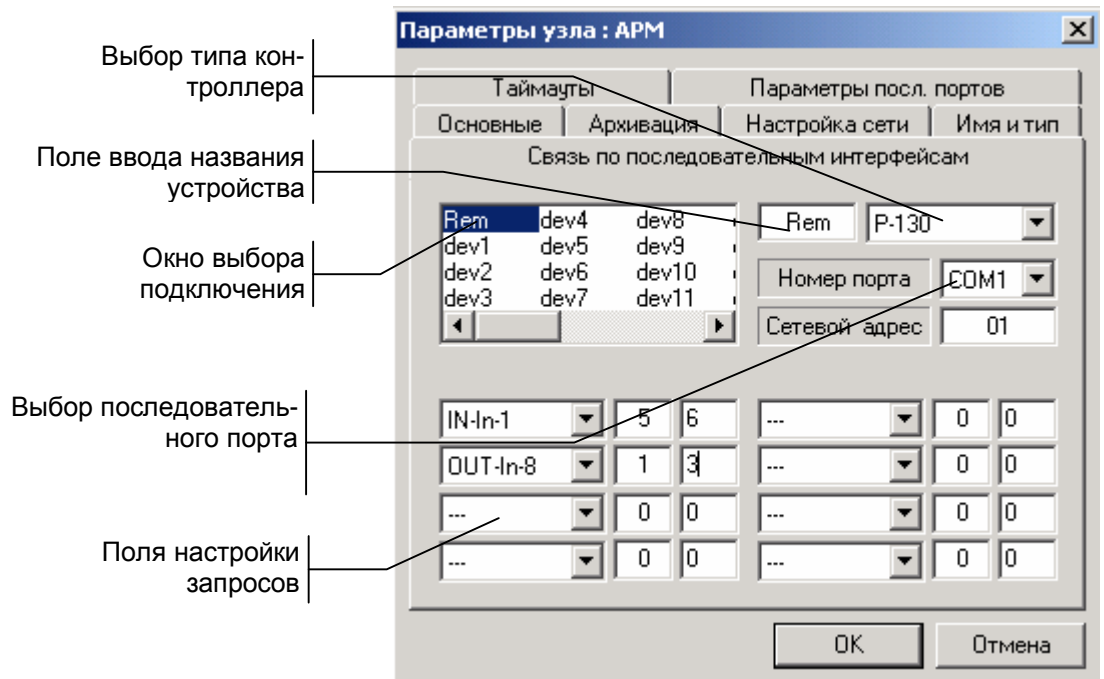 Параметры узла : АРМ
Выбор типа кон-
троллера
Таймауты
Параметры посл. портов
Основные
Архивация
Настройка сети
Имя и тип
Связь по последовательным интерфейсам
Поле ввода названия
устройства
Rem dev4 dev8
dev1 dev5 dev9
dev2 dev6 dev10
dev3 dev7 dev11
Rem
Р-130
Окно выбора
подключения
Номер порта
COM1
Сетевой адрес
01
Выбор последователь-
ного порта
IN-In-1 5 6 --- 0 0
OUT-In-8 1 3 --- 0 0
--- 0 0 --- 0 0
--- 0 0 --- 0 0
Поля настройки
запросов
OK
Отмена